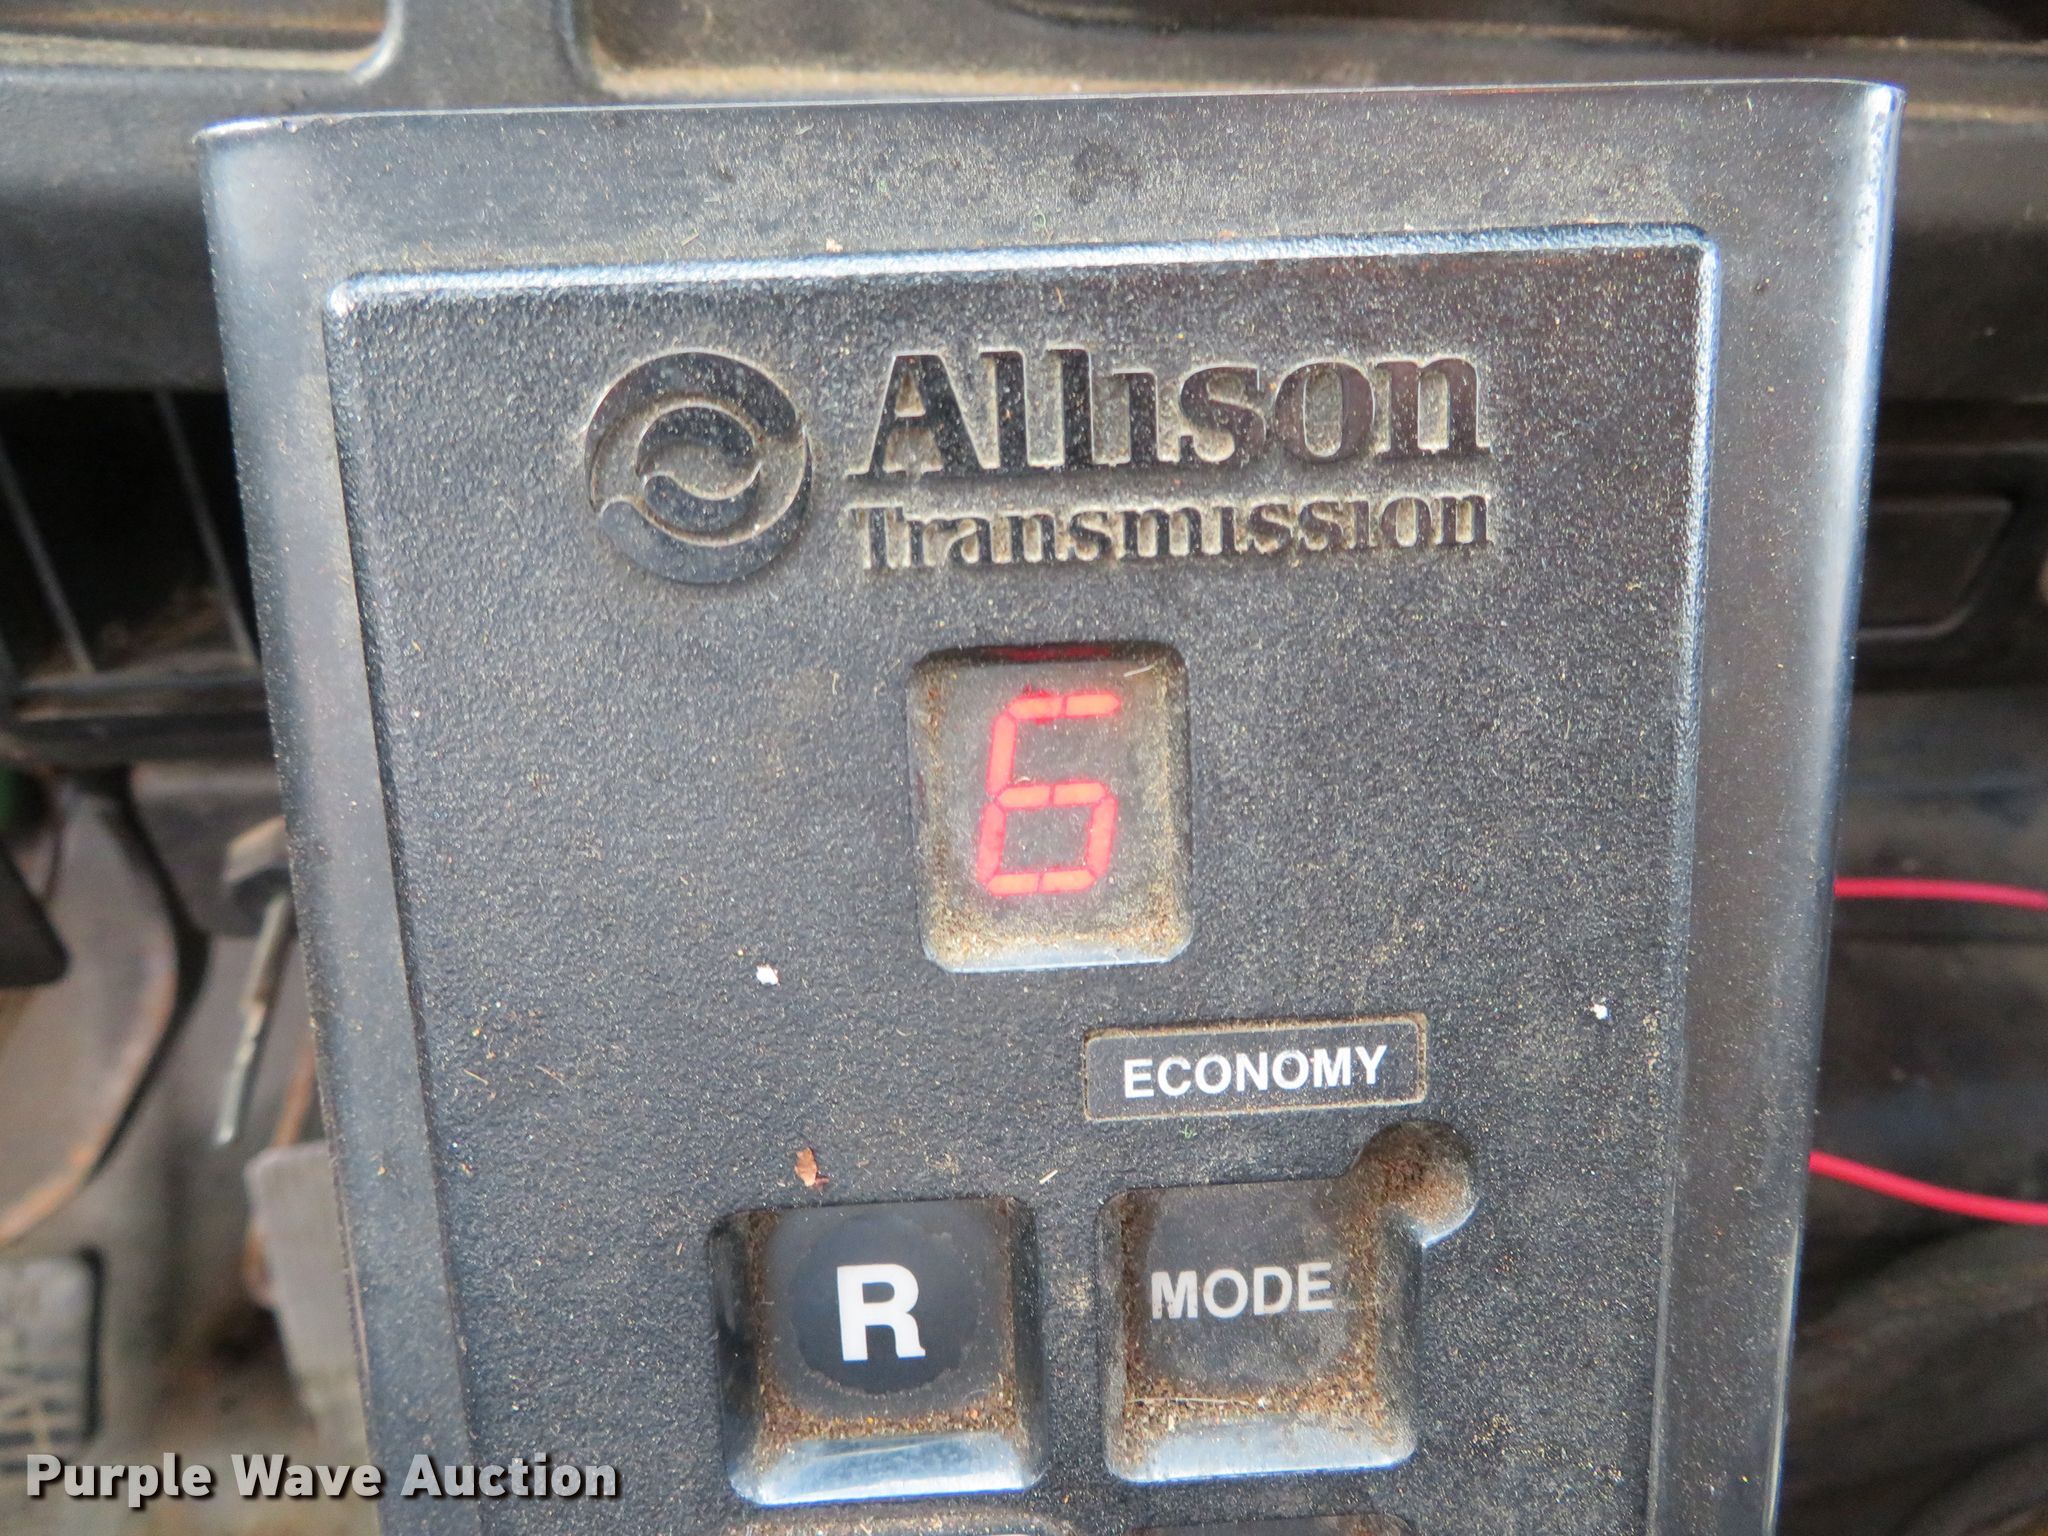 Allison
Transmission
6
ECONOMY
R
MODE
Purple Wave Auction